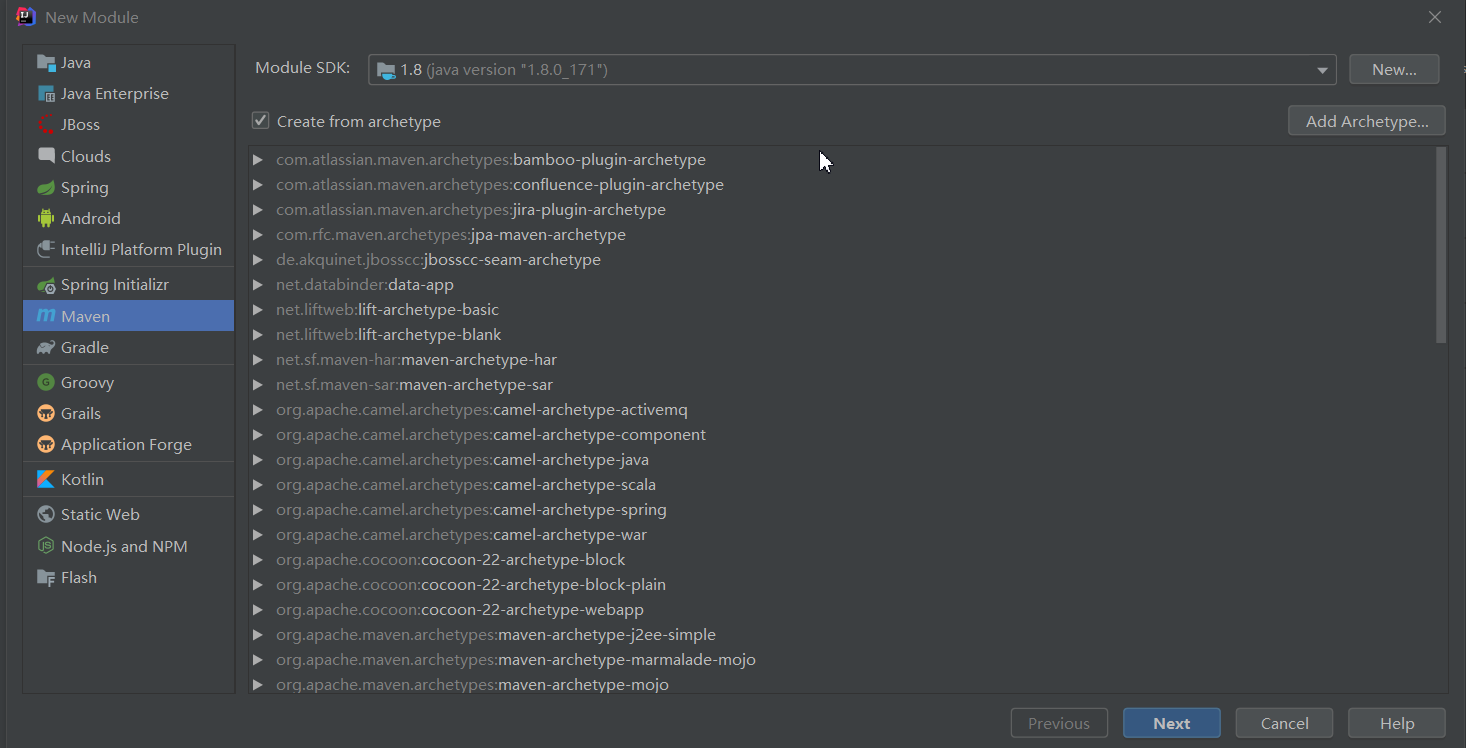 New Module
Java
Java Enterprise
JBoss
Clouds
Spring
Android
IntelliJ Platform Plugin
Spring Initializr
Maven
Gradle
Groovy
Grails
Application Forge
Kotlin
Static Web
Node.js and NPM
Flash
Module SDK: 1.8 (java version "1.8.0_171") New...
Create from archetype Add Archetype...
com.atlassian.maven.archetypes:bamboo-plugin-archetype
com.atlassian.maven.archetypes:confluence-plugin-archetype
com.atlassian.maven.archetypes:jira-plugin-archetype
com.rfc.maven.archetypes:jpa-maven-archetype
de.akquinet.jbosscc:jbosscc-seam-archetype
net.databinder:data-app
net.liftweb:lift-archetype-basic
net.liftweb:lift-archetype-blank
net.sf.maven-har:maven-archetype-har
net.sf.maven-sar:maven-archetype-sar
org.apache.camel.archetypes:camel-archetype-activemq
org.apache.camel.archetypes:camel-archetype-component
org.apache.camel.archetypes:camel-archetype-java
org.apache.camel.archetypes:camel-archetype-scala
org.apache.camel.archetypes:camel-archetype-spring
org.apache.camel.archetypes:camel-archetype-war
org.apache.cocoon:cocoon-22-archetype-block
org.apache.cocoon:cocoon-22-archetype-block-plain
org.apache.cocoon:cocoon-22-archetype-webapp
org.apache.maven.archetypes:maven-archetype-j2ee-simple
org.apache.maven.archetypes:maven-archetype-marmalade-mojo
org.apache.maven.archetypes:maven-archetype-mojo
Previous Next Cancel Help